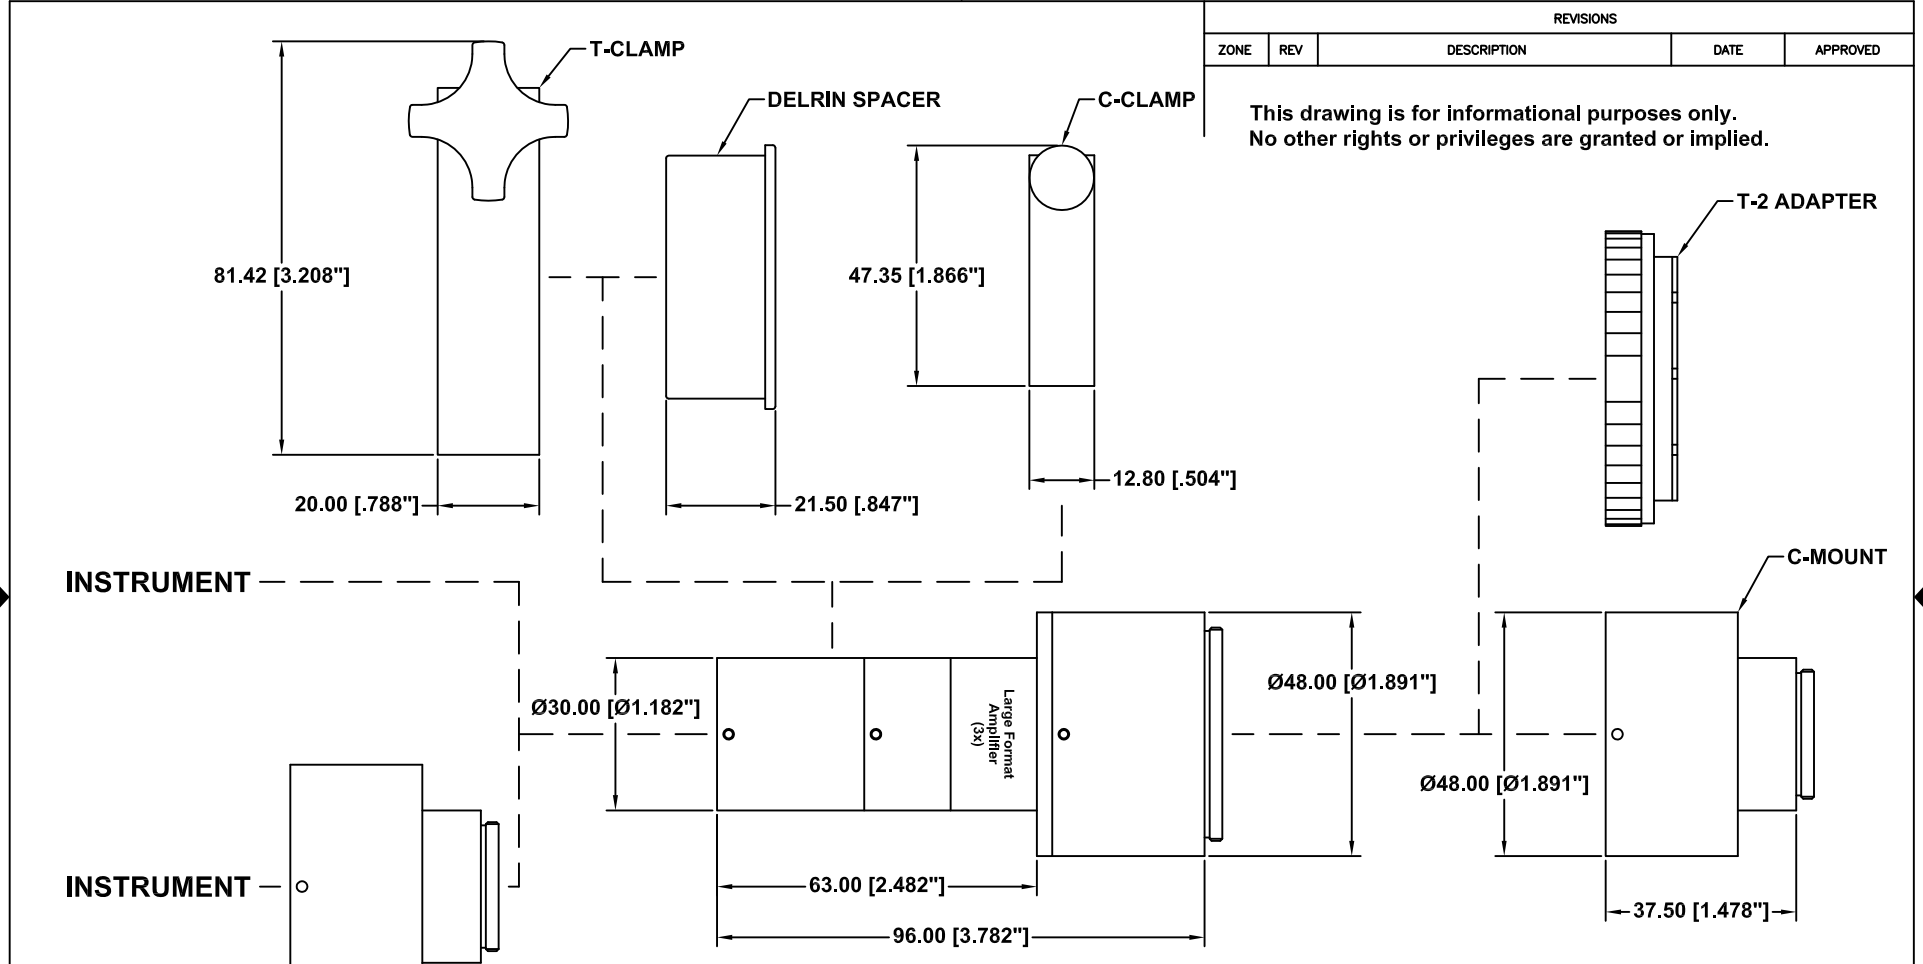 REVISIONS
ZONE REV DESCRIPTION DATE APPROVED
This drawing is for informational purposes only.
No other rights or privileges are granted or implied.
T-CLAMP
DELRIN SPACER
C-CLAMP
T-2 ADAPTER
81.42 [3.208"]
47.35 [1.866"]
20.00 [.788"]
21.50 [.847"]
12.80 [.504"]
C-MOUNT
INSTRUMENT
Ø30.00 [Ø1.182"]
Large Format
Amplifier
(3x)
Ø48.00 [Ø1.891"]
Ø48.00 [Ø1.891"]
INSTRUMENT
63.00 [2.482"]
96.00 [3.782"]
37.50 [1.478"]